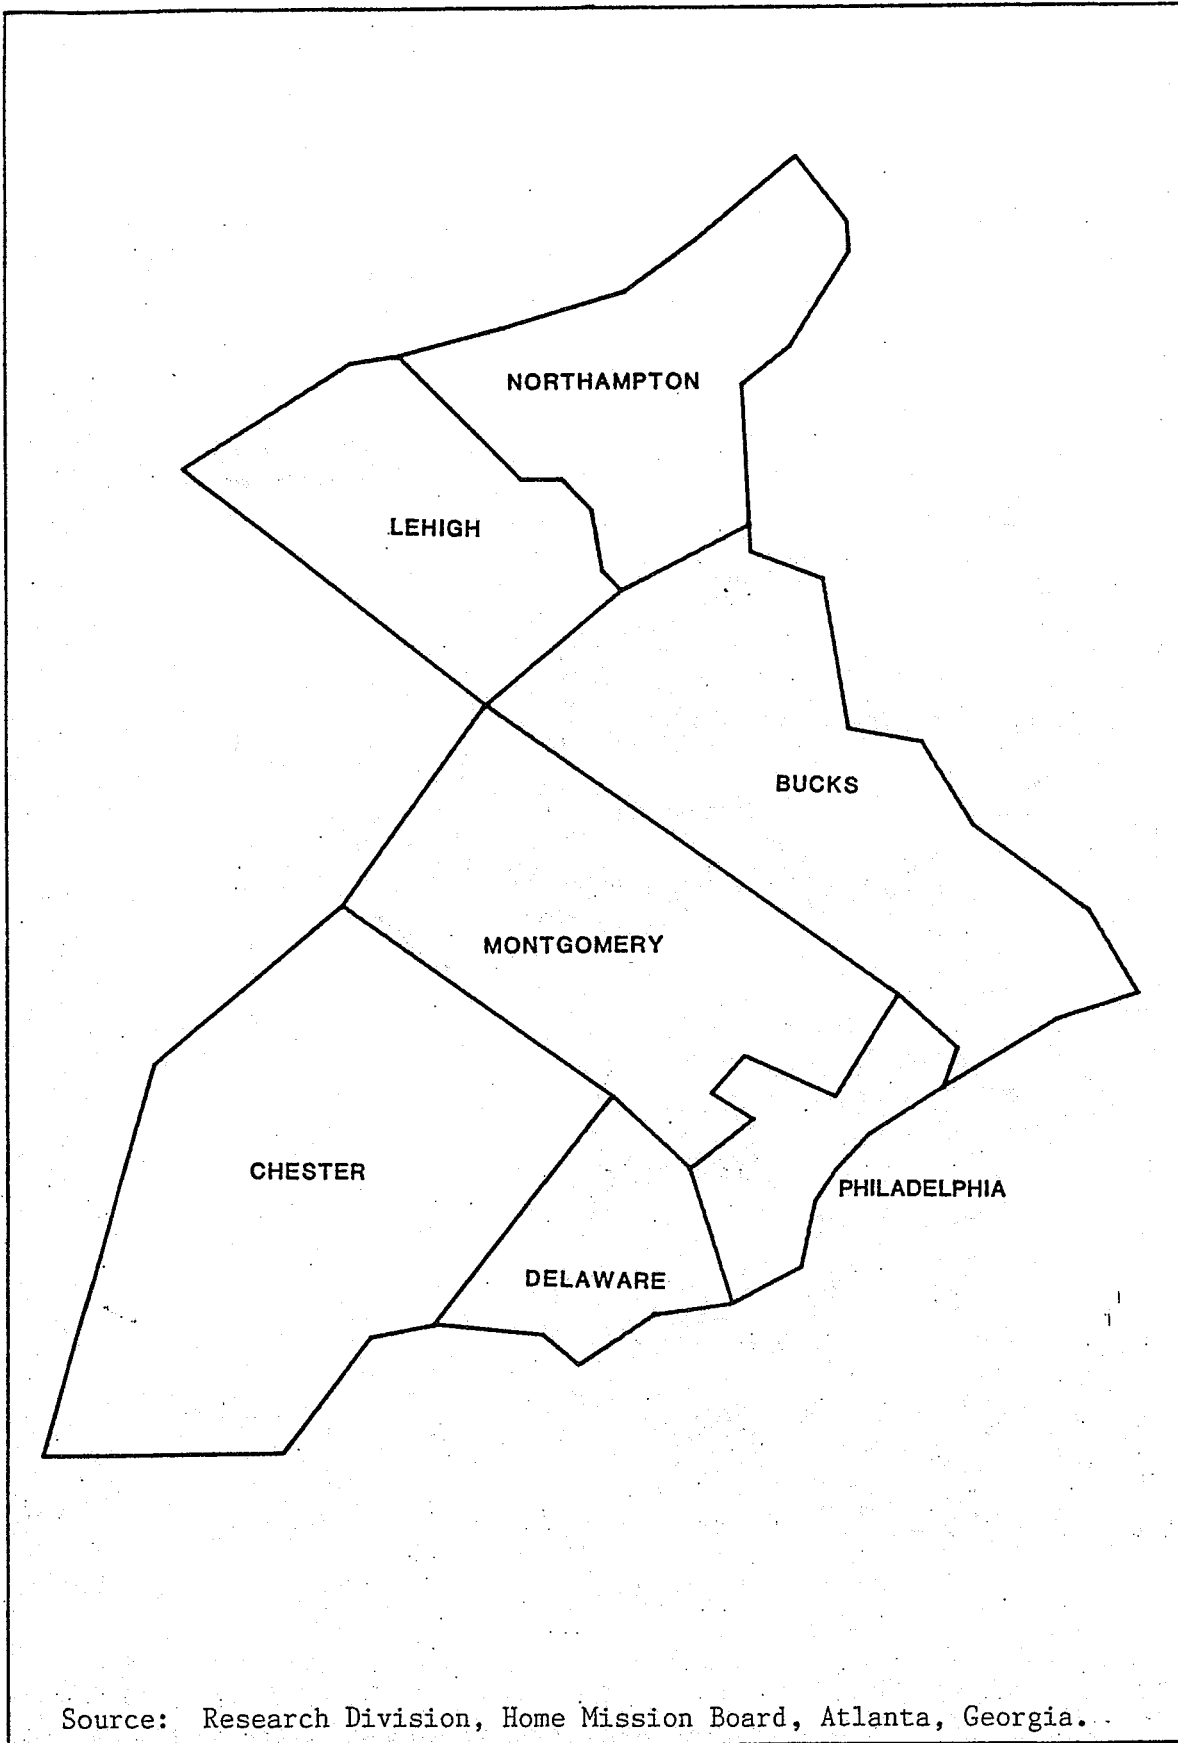 NORTHAMPTON
LEHIGH
BUCKS
MONTGOMERY
CHESTER
PHILADELPHIA
DELAWARE
Source: Research Division, Home Mission Board, Atlanta, Georgia.